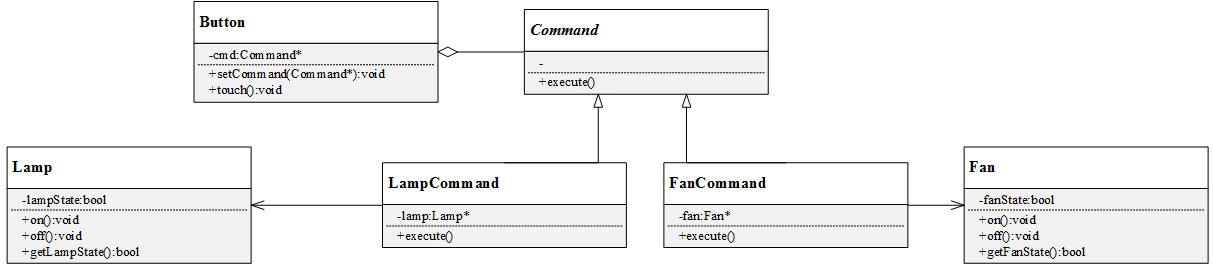 Button
-cmd:Command*
+setCommand(Command*):void
+touch():void
Command
-
+execute()
Lamp
-lampState:bool
+on():void
+off():void
+getLampState():bool
LampCommand
-lamp:Lamp*
+execute()
FanCommand
-fan:Fan*
+execute()
Fan
-fanState:bool
+on():void
+off():void
+getFanState():bool